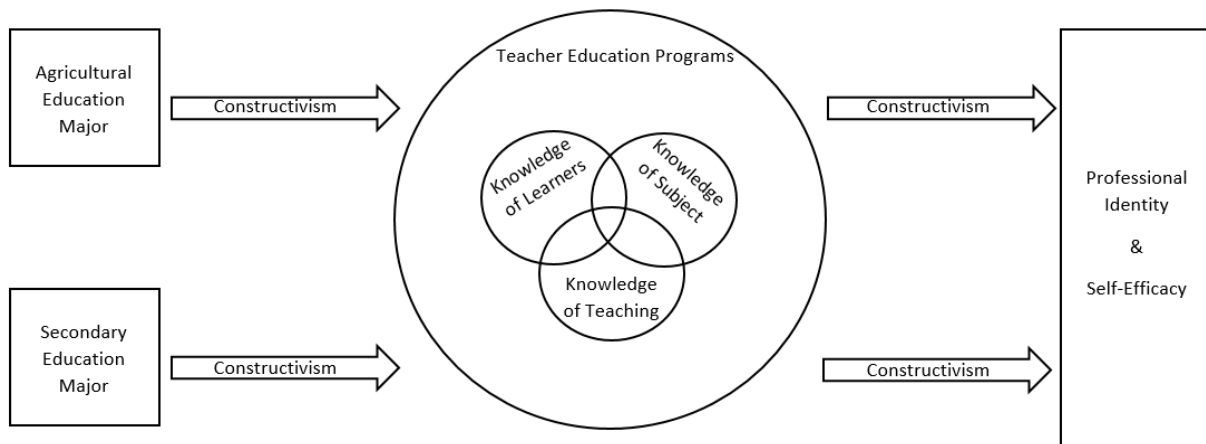 Agricultural
Education
Major
Constructivism
Secondary
Education
Major
Constructivism
Teacher Education Programs
Knowledge
of Learners
Knowledge
of Subject
Knowledge
of Teaching
Constructivism
Constructivism
Professional
Identity
&
Self-Efficacy